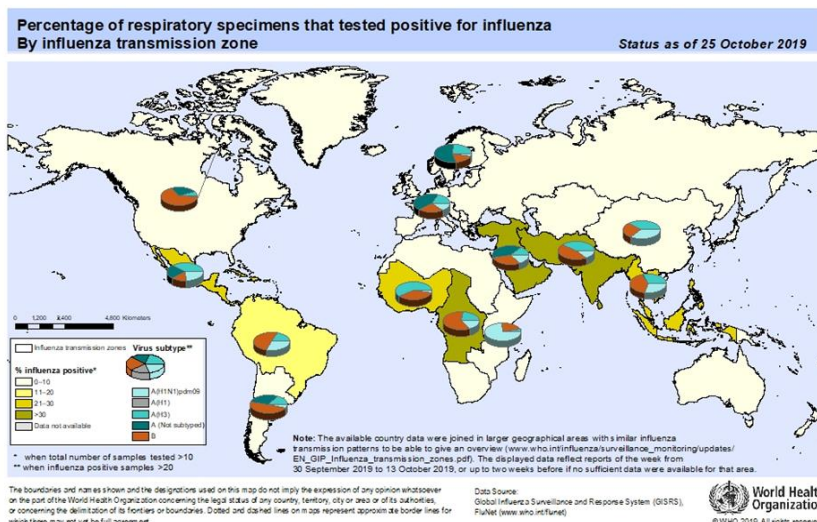 Percentage of respiratory specimens that tested positive for influenza
By influenza transmission zone
Status as of 25 October 2019
Influenza transmission zones
Virus subtype**
% influenza positive*
0–10
11–20
21–30
>30
Data not available
A(H1N1)pdm09
A(H1)
A(H3)
A (Not subtyped)
B
* when total number of samples tested >10
** when influenza positive samples >20
Note: The available country data were joined in larger geographical areas with similar influenza
transmission patterns to be able to give an overview (www.who.int/influenza/surveillance_monitoring/updates/
EN_GIP_Influenza_transmission_zones.pdf). The displayed data reflect reports of the week from
30 September 2019 to 13 October 2019, or up to two weeks before if no sufficient data were available for that area.
The boundaries and names shown and the designations used on this map do not imply the expression of any opinion whatsoever
on the part of the World Health Organization concerning the legal status of any country, territory, city or area or of its authorities,
or concerning the delimitation of its frontiers or boundaries. Dotted and dashed lines on maps represent approximate border lines for
Data Source:
Global Influenza Surveillance and Response System (GISRS),
FluNet (www.who.int/flunet)
World Healt
Organizatio